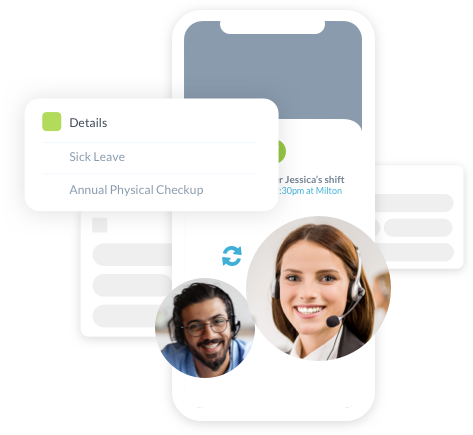 Details
Sick Leave
Annual Physical Checkup
r Jessica's shift
:30pm at Milton